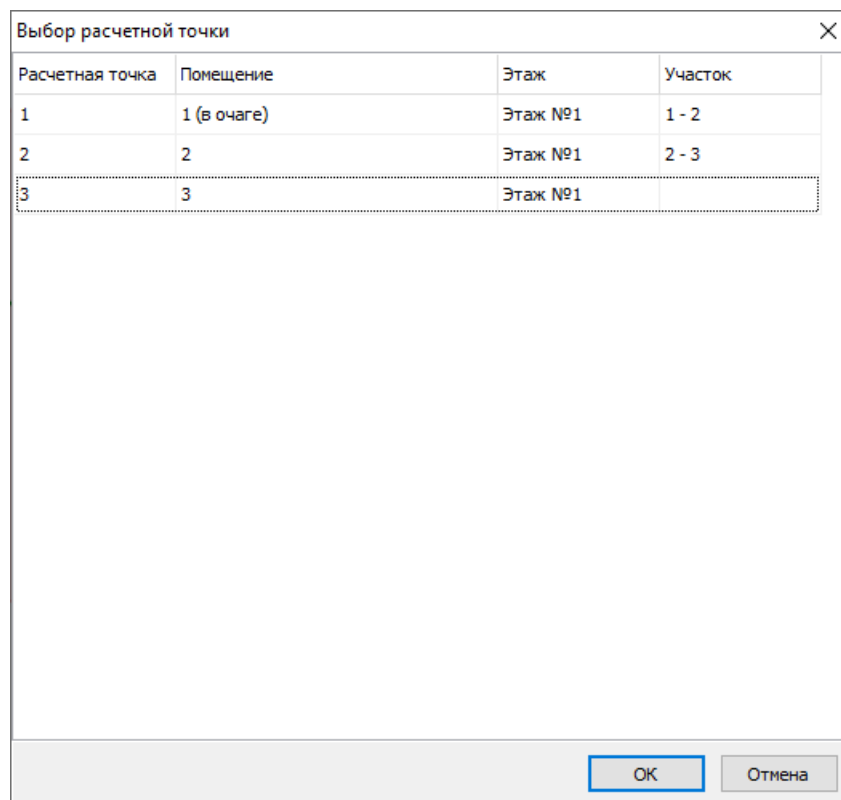 Выбор расчетной точки
Расчетная точка Помещение Этаж Участок
1 1 (в очаге) Этаж №1 1 - 2
2 2 Этаж №1 2 - 3
3 3 Этаж №1
ОК Отмена